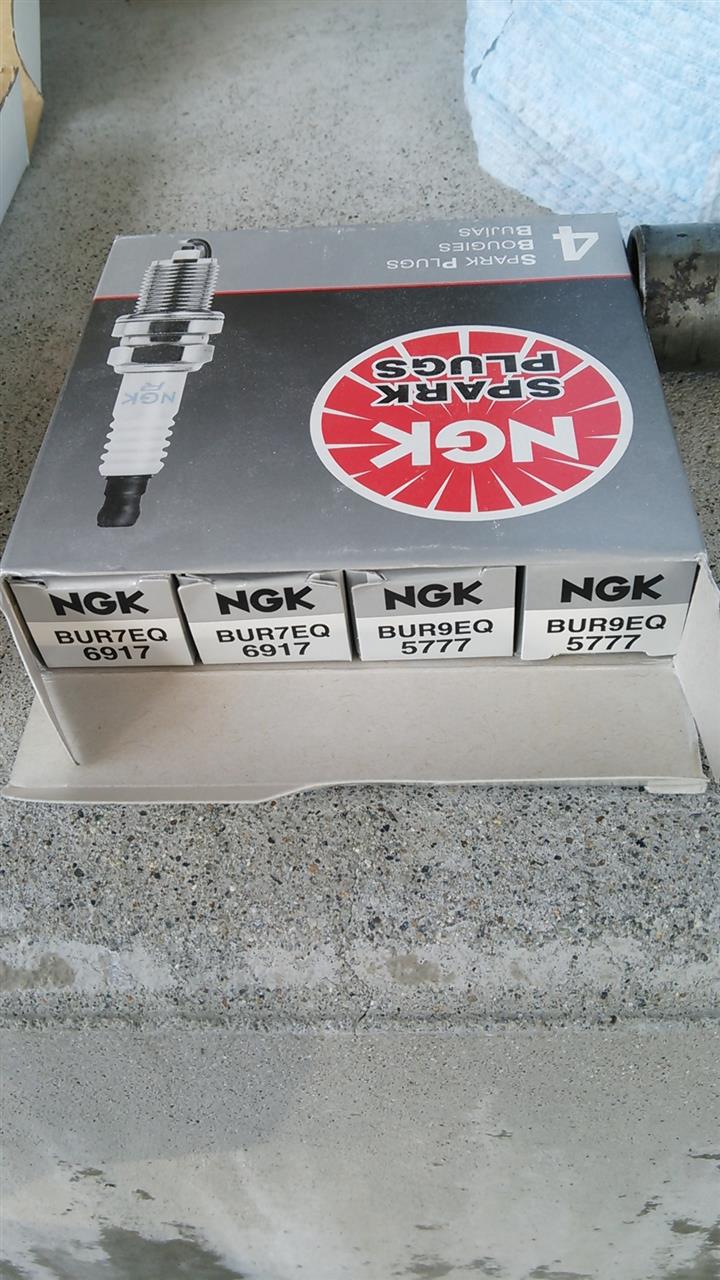 4 SPARK PLUGS
BOUGIES
BUJÍAS
NGK
NGK
SPARK
PLUGS
NGK
BUR7EQ
6917
NGK
BUR7EQ
6917
NGK
BUR9EQ
5777
NGK
BUR9EQ
5777